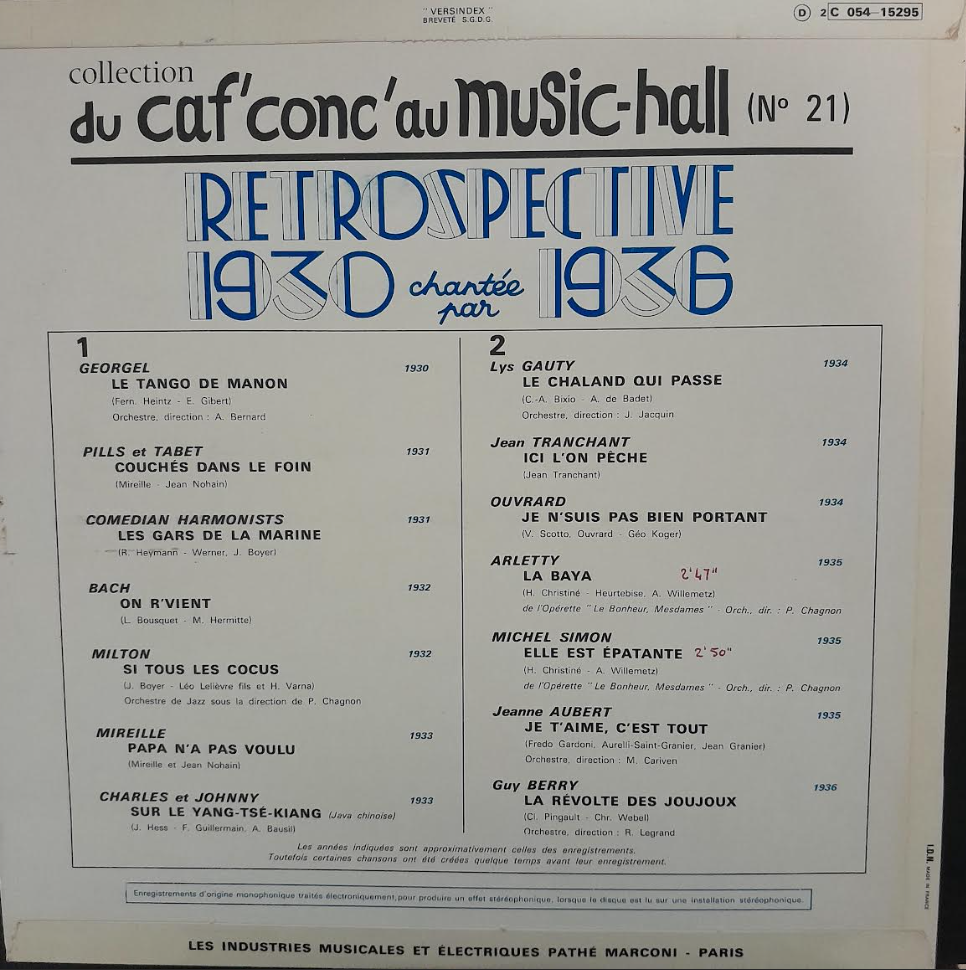 " VERSINDEX "
BREVETÉ S.G.D.G.
D 2 C 054-15295
collection
du caf'conc'au music-hall (No 21)
RETROSPECTIVE
1930 chantée par 1936
1
GEORGEL 1930
LE TANGO DE MANON
(Fern. Heintz - E. Gibert)
Orchestre, direction : A. Bernard
PILLS et TABET 1931
COUCHÉS DANS LE FOIN
(Mireille - Jean Nohain)
COMEDIAN HARMONISTS 1931
LES GARS DE LA MARINE
(R. Heymann - Werner, J. Boyer)
BACH 1932
ON R'VIENT
(L. Bousquet - M. Hermitte)
MILTON 1932
SI TOUS LES COCUS
(J. Boyer - Léo Lelièvre fils et H. Varna)
Orchestre de Jazz sous la direction de P. Chagnon
MIREILLE 1933
PAPA N'A PAS VOULU
(Mireille et Jean Nohain)
CHARLES et JOHNNY 1933
SUR LE YANG-TSÉ-KIANG (Java chinoise)
(J. Hess - F. Guillermain, A. Bausil)
2
Lys GAUTY 1934
LE CHALAND QUI PASSE
(C.-A. Bixio - A. de Badet)
Orchestre, direction : J. Jacquin
Jean TRANCHANT 1934
ICI L'ON PÊCHE
(Jean Tranchant)
OUVRARD 1934
JE N'SUIS PAS BIEN PORTANT
(V. Scotto, Ouvrard - Géo Koger)
ARLETTY 1935
LA BAYA 2'47"
(H. Christiné - Heurtebise, A. Willemetz)
de l'Opérette " Le Bonheur, Mesdames " - Orch., dir. : P. Chagnon
MICHEL SIMON 1935
ELLE EST ÉPATANTE 2'50"
(H. Christiné - A. Willemetz)
de l'Opérette " Le Bonheur, Mesdames " - Orch., dir. : P. Chagnon
Jeanne AUBERT 1935
JE T'AIME, C'EST TOUT
(Fredo Gardoni, Aurelli-Saint-Granier, Jean Granier)
Orchestre, direction : M. Cariven
Guy BERRY 1936
LA RÉVOLTE DES JOUJOUX
(Cl. Pingault - Chr. Webel)
Orchestre, direction : R. Legrand
Les années indiquées sont approximativement celles des enregistrements.
Toutefois certaines chansons ont été créées quelque temps avant leur enregistrement.
Enregistrements d'origine monophonique traités électroniquement, pour produire un effet stéréophonique, lorsque le disque est lu sur une installation stéréophonique.
I.D.N. MADE IN FRANCE
LES INDUSTRIES MUSICALES ET ÉLECTRIQUES PATHÉ MARCONI - PARIS